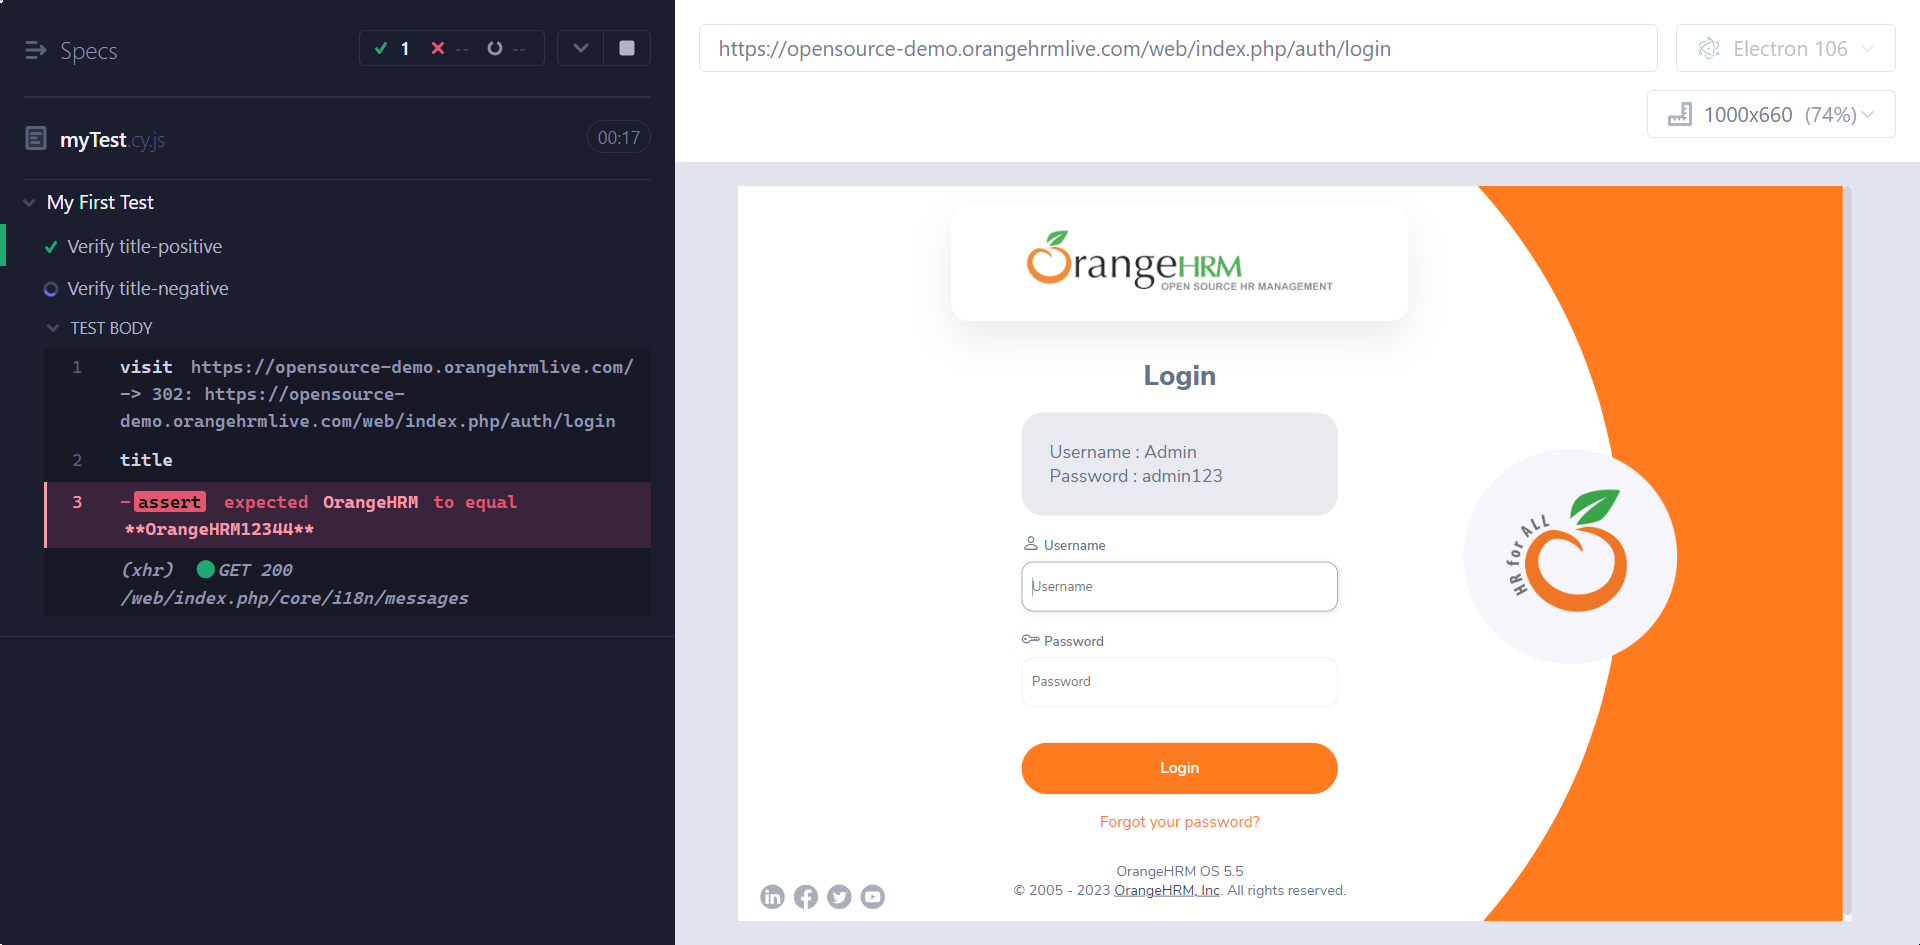 Specs
1 -- --
myTest.cy.js 00:17
My First Test
Verify title-positive
Verify title-negative
TEST BODY
1 visit https://opensource-demo.orangehrmlive.com/
-> 302: https://opensource-
demo.orangehrmlive.com/web/index.php/auth/login
2 title
3 -assert expected OrangeHRM to equal
**OrangeHRM12344**
(xhr) GET 200
/web/index.php/core/i18n/messages
https://opensource-demo.orangehrmlive.com/web/index.php/auth/login
Electron 106
1000x660 (74%)
OrangeHRM
OPEN SOURCE HR MANAGEMENT
Login
Username : Admin
Password : admin123
Username
Username
Password
Password
Login
Forgot your password?
OrangeHRM OS 5.5
© 2005 - 2023 OrangeHRM, Inc. All rights reserved.
HR for ALL